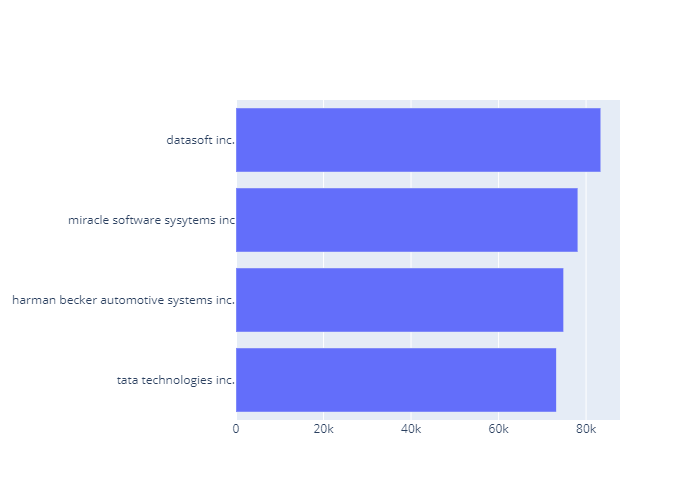 datasoft inc.
miracle software sysytems inc
harman becker automotive systems inc.
tata technologies inc.
0 20k 40k 60k 80k